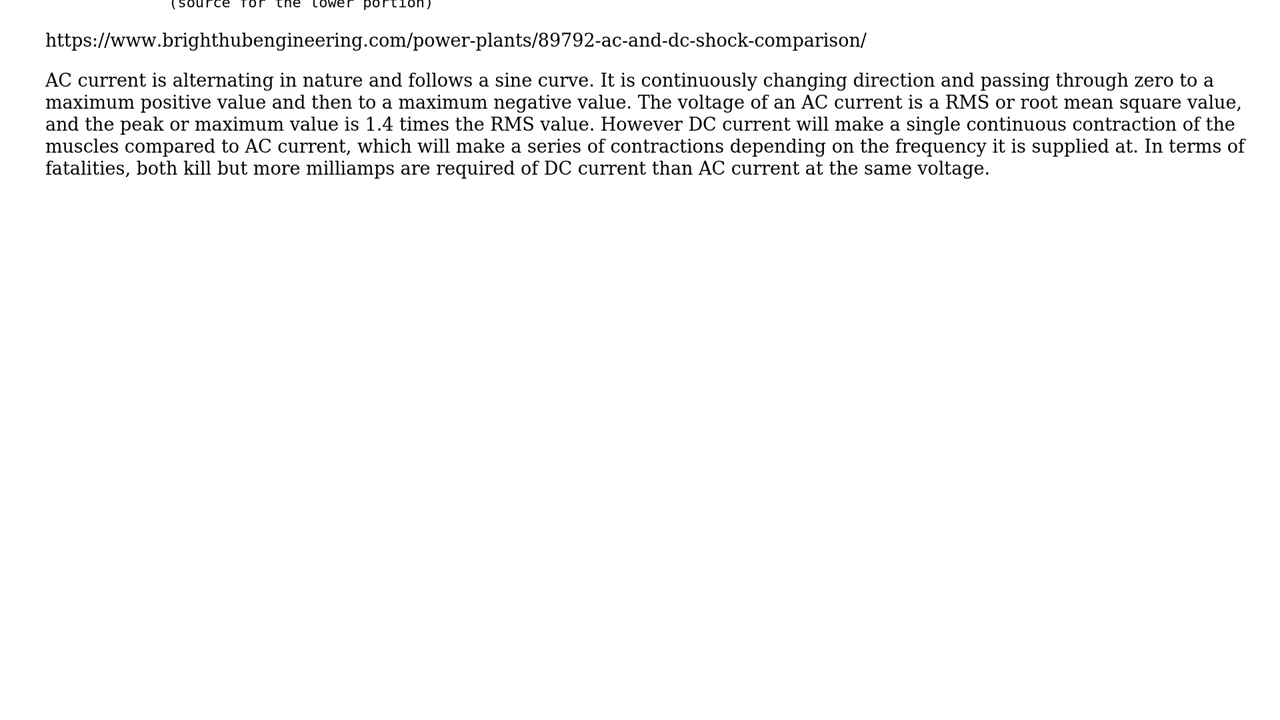 (source for the lower portion)
https://www.brighthubengineering.com/power-plants/89792-ac-and-dc-shock-comparison/
AC current is alternating in nature and follows a sine curve. It is continuously changing direction and passing through zero to a
maximum positive value and then to a maximum negative value. The voltage of an AC current is a RMS or root mean square value,
and the peak or maximum value is 1.4 times the RMS value. However DC current will make a single continuous contraction of the
muscles compared to AC current, which will make a series of contractions depending on the frequency it is supplied at. In terms of
fatalities, both kill but more milliamps are required of DC current than AC current at the same voltage.